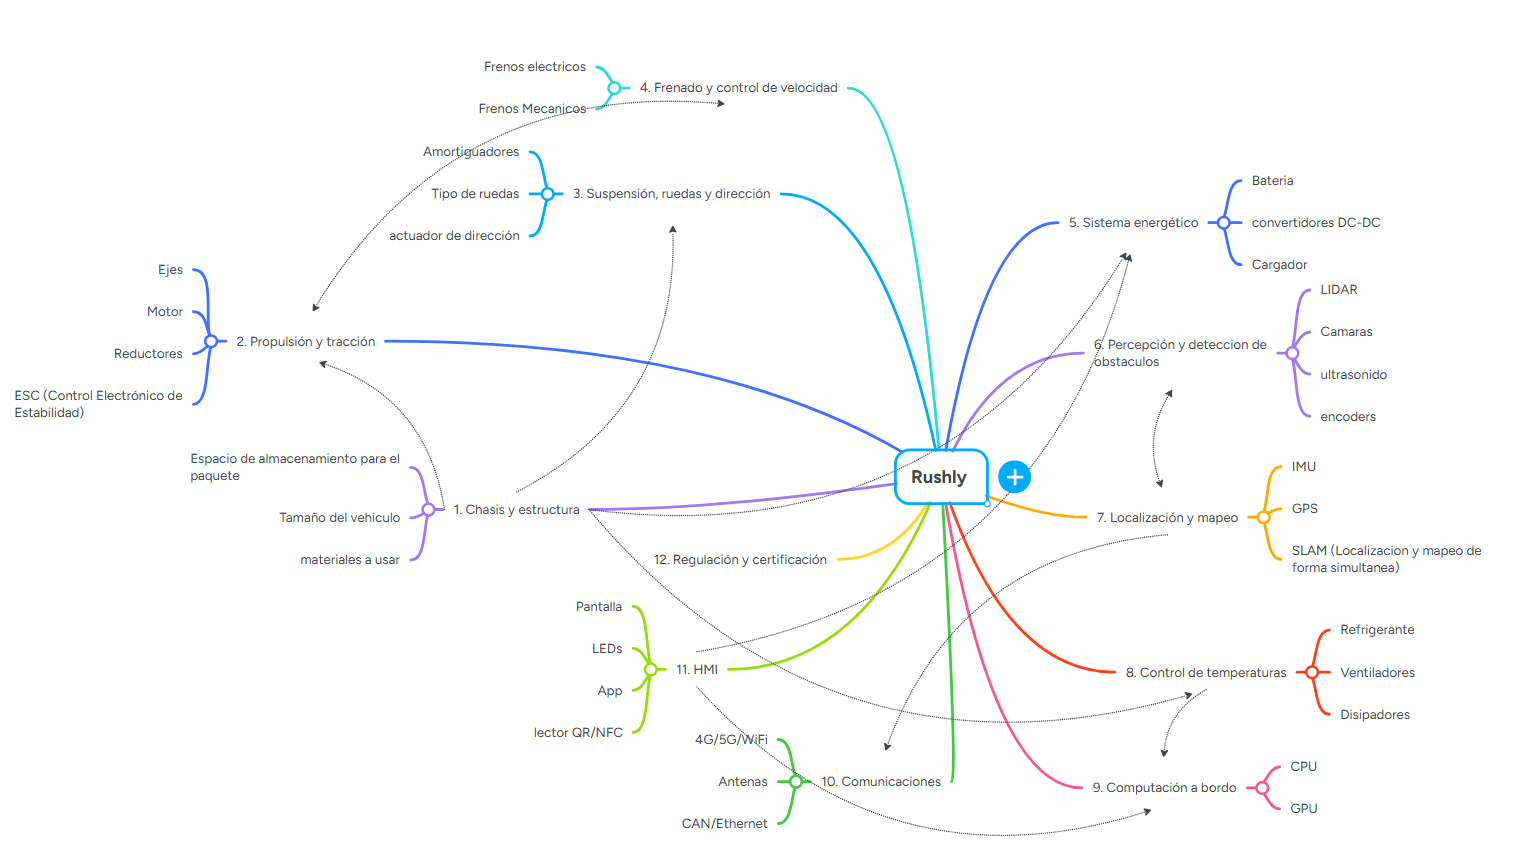 Frenos electricos
Frenos Mecanicos
4. Frenado y control de velocidad
Amortiguadores
Tipo de ruedas
actuador de dirección
3. Suspensión, ruedas y dirección
Ejes
Motor
Reductores
ESC (Control Electrónico de
Estabilidad)
2. Propulsión y tracción
Espacio de almacenamiento para el
paquete
Tamaño del vehiculo
materiales a usar
1. Chasis y estructura
Rushly
12. Regulación y certificación
Pantalla
LEDs
App
lector QR/NFC
11. HMI
4G/5G/WiFi
Antenas
CAN/Ethernet
10. Comunicaciones
5. Sistema energético
Bateria
convertidores DC-DC
Cargador
6. Percepción y deteccion de
obstaculos
LIDAR
Camaras
ultrasonido
encoders
7. Localización y mapeo
IMU
GPS
SLAM (Localizacion y mapeo de
forma simultanea)
8. Control de temperaturas
Refrigerante
Ventiladores
Disipadores
9. Computación a bordo
CPU
GPU